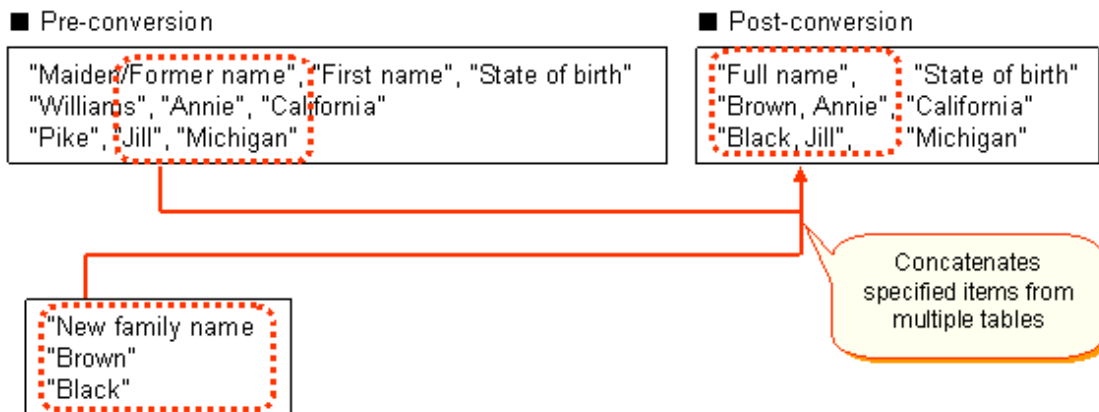 ■ Pre-conversion
"Maiden/Former name", "First name", "State of birth"
"Williams", "Annie", "California"
"Pike", "Jill", "Michigan"
■ Post-conversion
"Full name", "State of birth"
"Brown, Annie", "California"
"Black, Jill", "Michigan"
Concatenates
specified items from
multiple tables
"New family name
"Brown"
"Black"